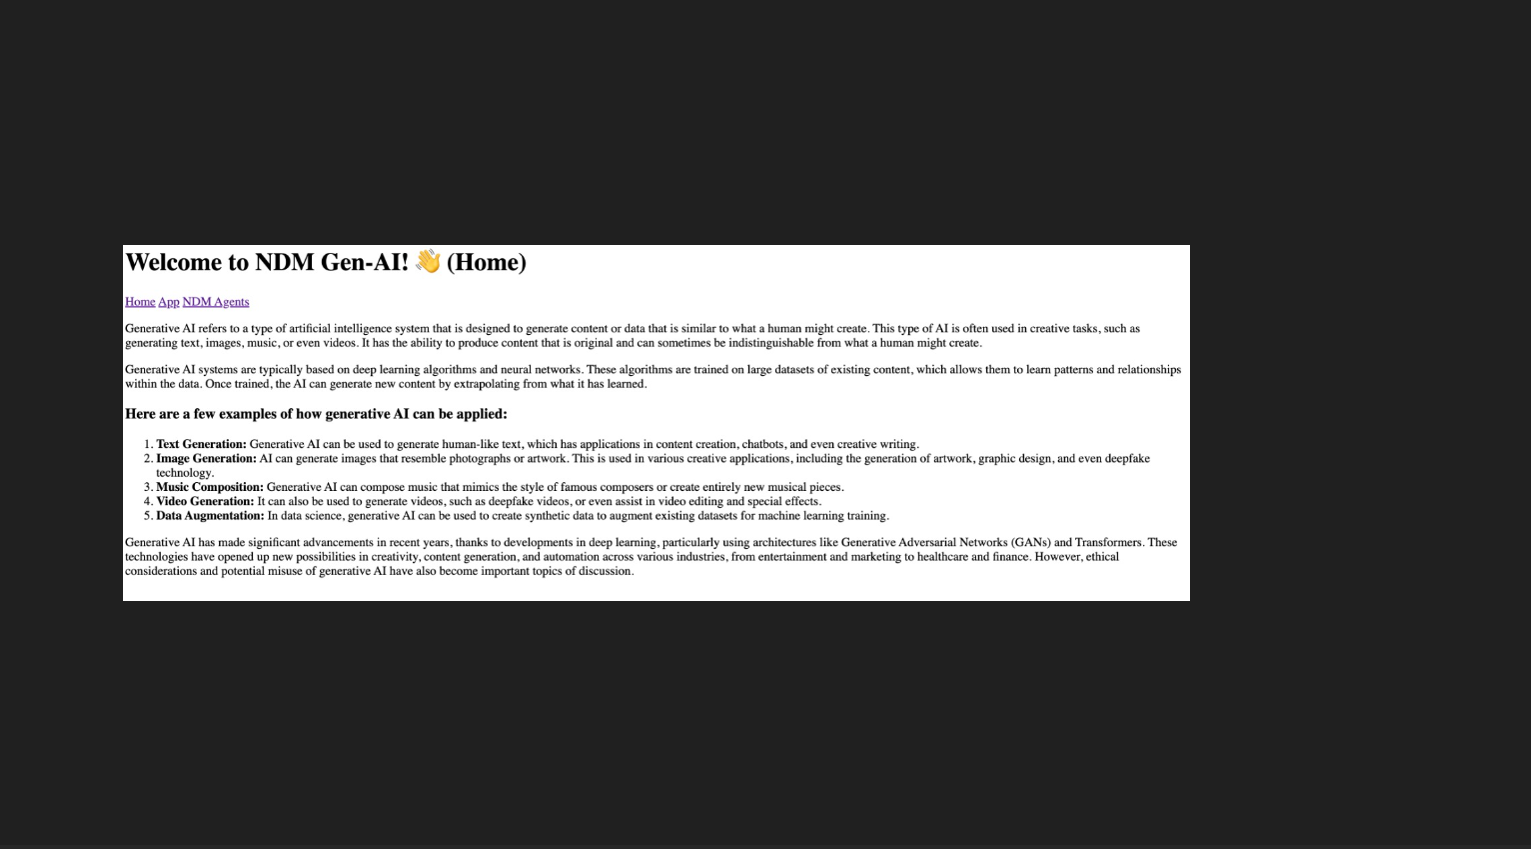 Welcome to NDM Gen-AI! 👋 (Home)
Home App NDM Agents
Generative AI refers to a type of artificial intelligence system that is designed to generate content or data that is similar to what a human might create. This type of AI is often used in creative tasks, such as
generating text, images, music, or even videos. It has the ability to produce content that is original and can sometimes be indistinguishable from what a human might create.
Generative AI systems are typically based on deep learning algorithms and neural networks. These algorithms are trained on large datasets of existing content, which allows them to learn patterns and relationships
within the data. Once trained, the AI can generate new content by extrapolating from what it has learned.
Here are a few examples of how generative AI can be applied:
1. Text Generation: Generative AI can be used to generate human-like text, which has applications in content creation, chatbots, and even creative writing.
2. Image Generation: AI can generate images that resemble photographs or artwork. This is used in various creative applications, including the generation of artwork, graphic design, and even deepfake
technology.
3. Music Composition: Generative AI can compose music that mimics the style of famous composers or create entirely new musical pieces.
4. Video Generation: It can also be used to generate videos, such as deepfake videos, or even assist in video editing and special effects.
5. Data Augmentation: In data science, generative AI can be used to create synthetic data to augment existing datasets for machine learning training.
Generative AI has made significant advancements in recent years, thanks to developments in deep learning, particularly using architectures like Generative Adversarial Networks (GANs) and Transformers. These
technologies have opened up new possibilities in creativity, content generation, and automation across various industries, from entertainment and marketing to healthcare and finance. However, ethical
considerations and potential misuse of generative AI have also become important topics of discussion.